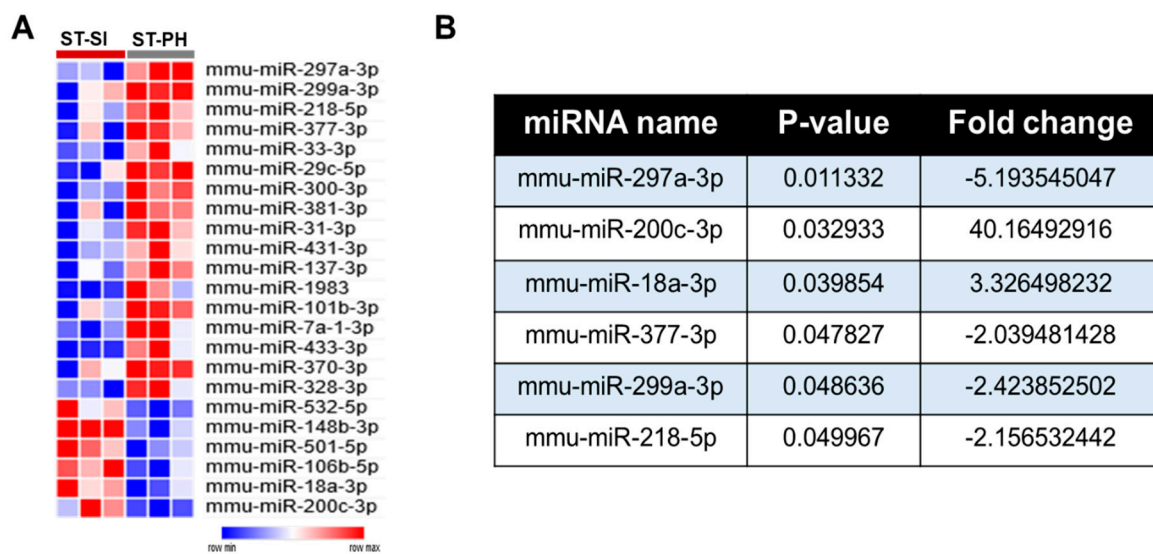 A
ST-SI ST-PH
mmu-miR-297a-3p
mmu-miR-299a-3p
mmu-miR-218-5p
mmu-miR-377-3p
mmu-miR-33-3p
mmu-miR-29c-5p
mmu-miR-300-3p
mmu-miR-381-3p
mmu-miR-31-3p
mmu-miR-431-3p
mmu-miR-137-3p
mmu-miR-1983
mmu-miR-101b-3p
mmu-miR-7a-1-3p
mmu-miR-433-3p
mmu-miR-370-3p
mmu-miR-328-3p
mmu-miR-532-5p
mmu-miR-148b-3p
mmu-miR-501-5p
mmu-miR-106b-5p
mmu-miR-18a-3p
mmu-miR-200c-3p
row min row max
B
miRNA name P-value Fold change
mmu-miR-297a-3p 0.011332 -5.193545047
mmu-miR-200c-3p 0.032933 40.16492916
mmu-miR-18a-3p 0.039854 3.326498232
mmu-miR-377-3p 0.047827 -2.039481428
mmu-miR-299a-3p 0.048636 -2.423852502
mmu-miR-218-5p 0.049967 -2.156532442